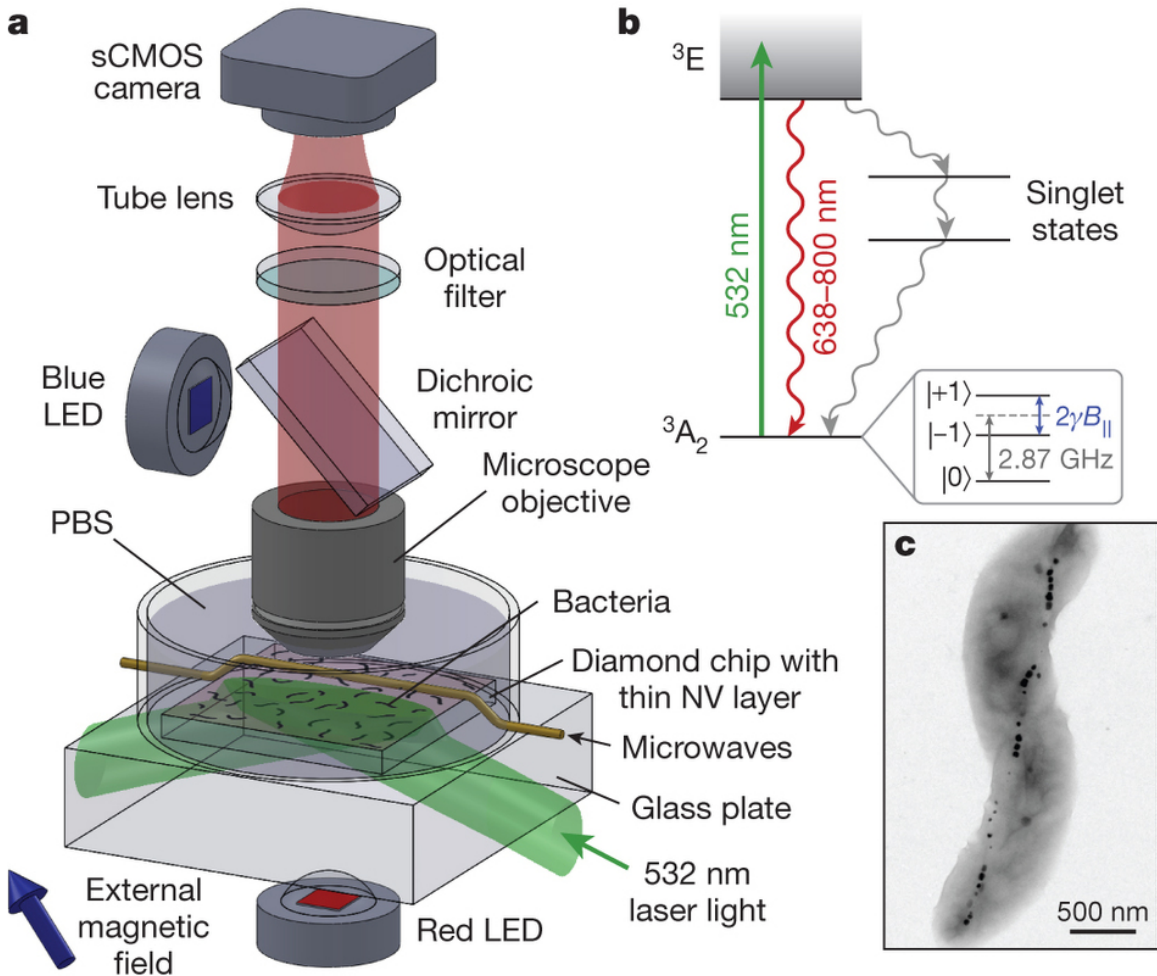 a
sCMOS
camera
Tube lens
Optical
filter
Blue
LED
Dichroic
mirror
Microscope
objective
PBS
Bacteria
Diamond chip with
thin NV layer
Microwaves
Glass plate
532 nm
laser light
External
magnetic
field
Red LED
b
³E
532 nm
638–800 nm
Singlet
states
³A₂
|+1⟩
|−1⟩
|0⟩
2γB||
2.87 GHz
c
500 nm